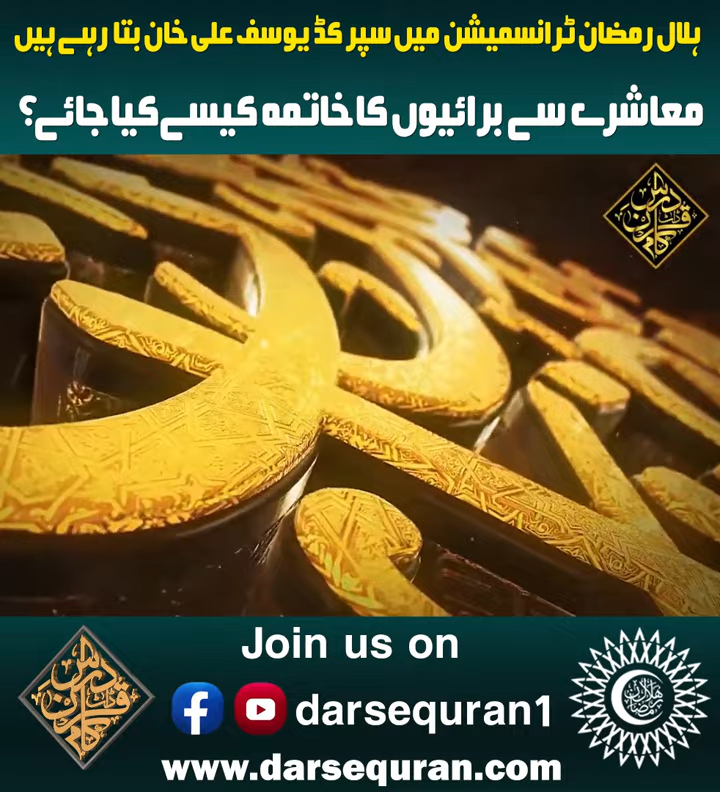 ہلال رمضان ٹرانسمیشن میں سپر کڈ یوسف علی خان بتا رہے ہیں
معاشرے سے برائیوں کا خاتمہ کیسے کیا جائے؟
Join us on
darsequran1
www.darsequran.com